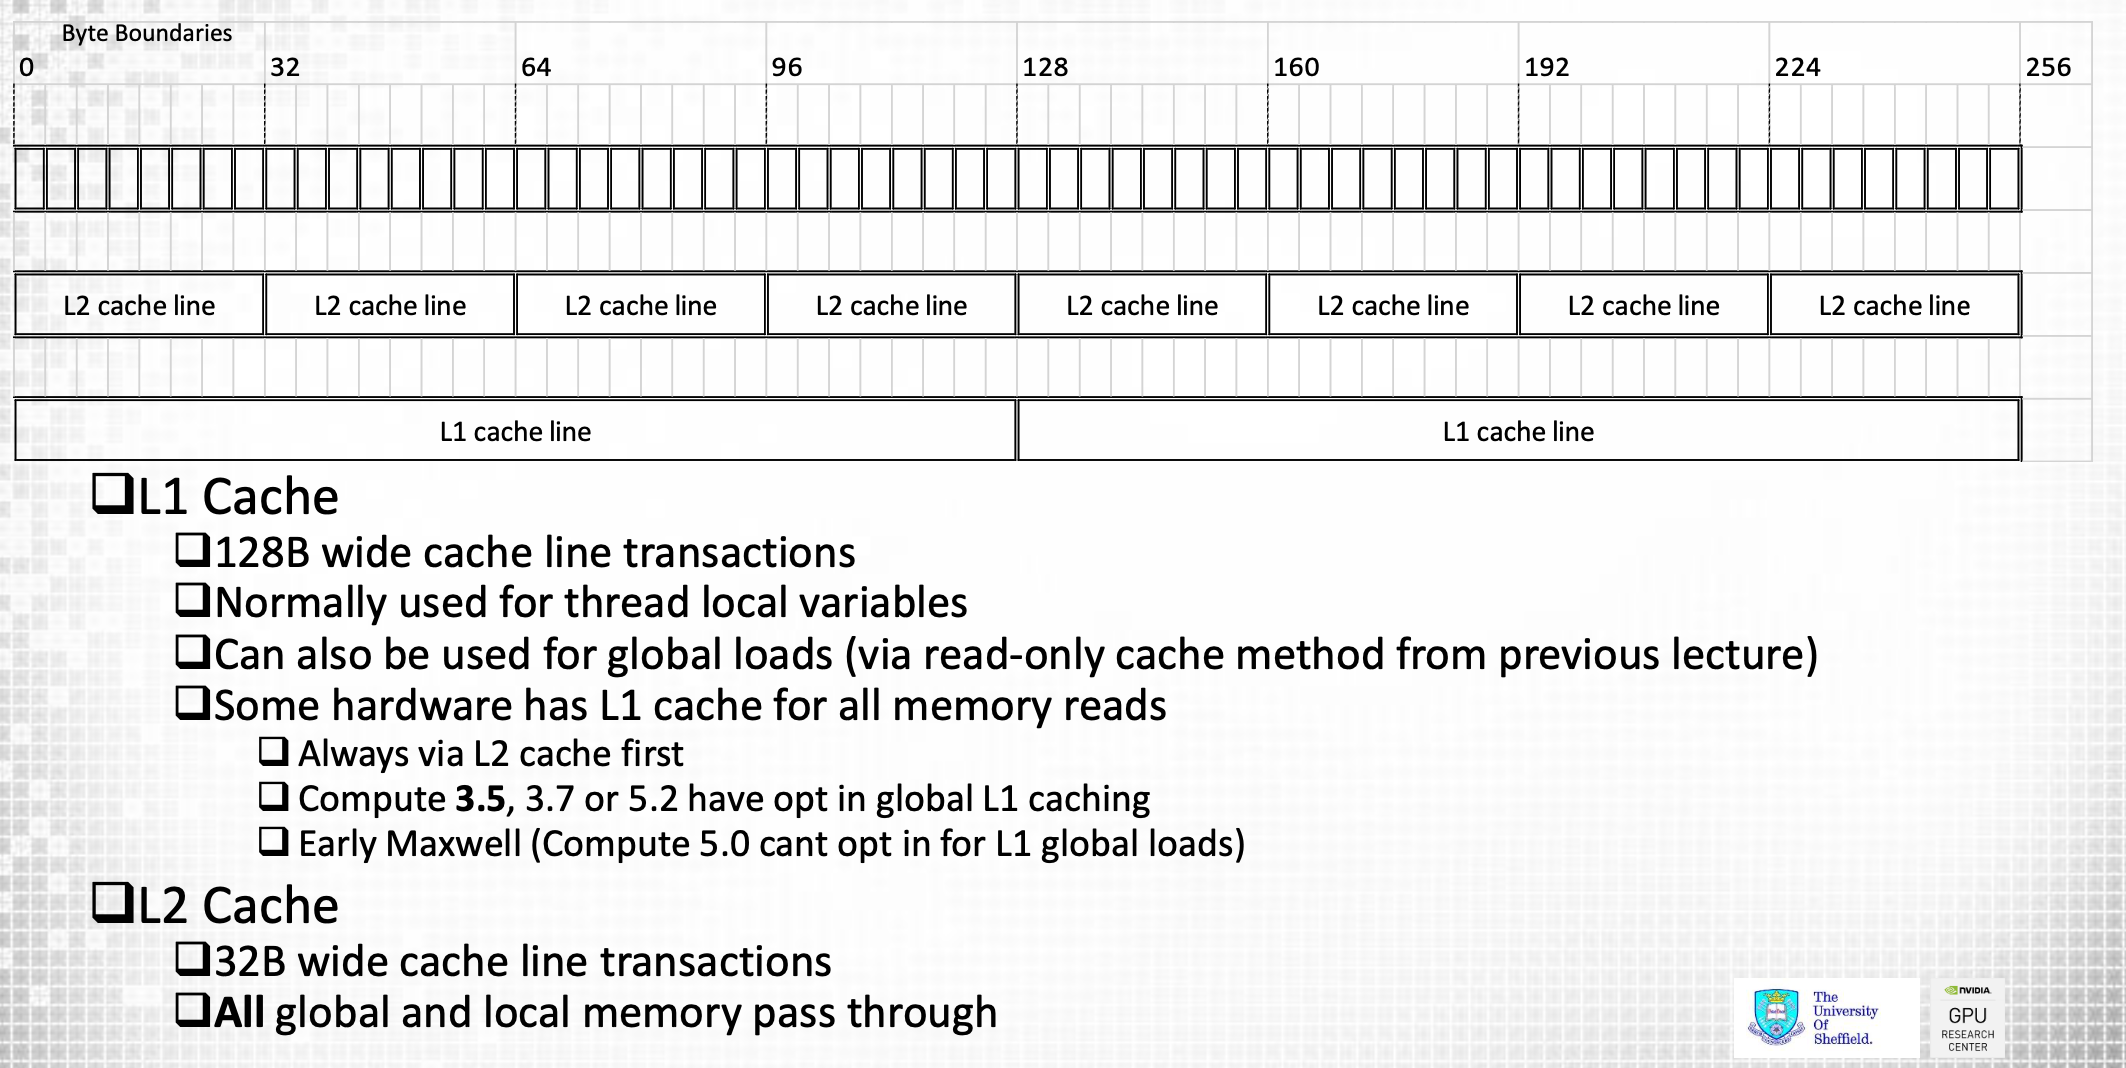 Byte Boundaries
0 32 64 96 128 160 192 224 256
L2 cache line L2 cache line L2 cache line L2 cache line L2 cache line L2 cache line L2 cache line L2 cache line
L1 cache line L1 cache line
❑L1 Cache
❑128B wide cache line transactions
❑Normally used for thread local variables
❑Can also be used for global loads (via read-only cache method from previous lecture)
❑Some hardware has L1 cache for all memory reads
❑ Always via L2 cache first
❑ Compute 3.5, 3.7 or 5.2 have opt in global L1 caching
❑ Early Maxwell (Compute 5.0 cant opt in for L1 global loads)
❑L2 Cache
❑32B wide cache line transactions
❑All global and local memory pass through
The
University
Of
Sheffield.
NVIDIA.
GPU
RESEARCH
CENTER